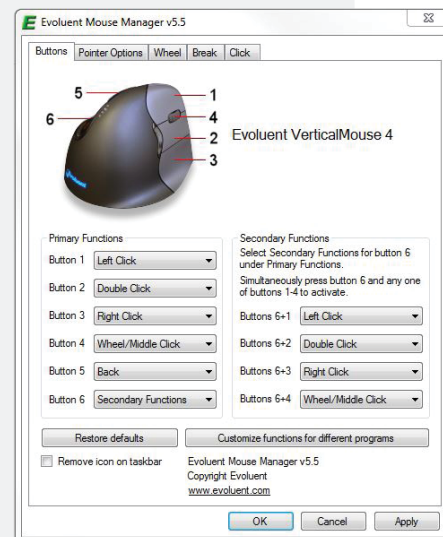 Evoluent Mouse Manager v5.5
Buttons Pointer Options Wheel Break Click
5
1
6
4
2
3
Evoluent VerticalMouse 4
Primary Functions
Button 1 Left Click
Button 2 Double Click
Button 3 Right Click
Button 4 Wheel/Middle Click
Button 5 Back
Button 6 Secondary Functions
Secondary Functions
Select Secondary Functions for button 6
under Primary Functions.
Simultaneously press button 6 and any one
of buttons 1-4 to activate.
Buttons 6+1 Left Click
Buttons 6+2 Double Click
Buttons 6+3 Right Click
Buttons 6+4 Wheel/Middle Click
Restore defaults Customize functions for different programs
Remove icon on taskbar
Evoluent Mouse Manager v5.5
Copyright Evoluent
www.evoluent.com
OK Cancel Apply